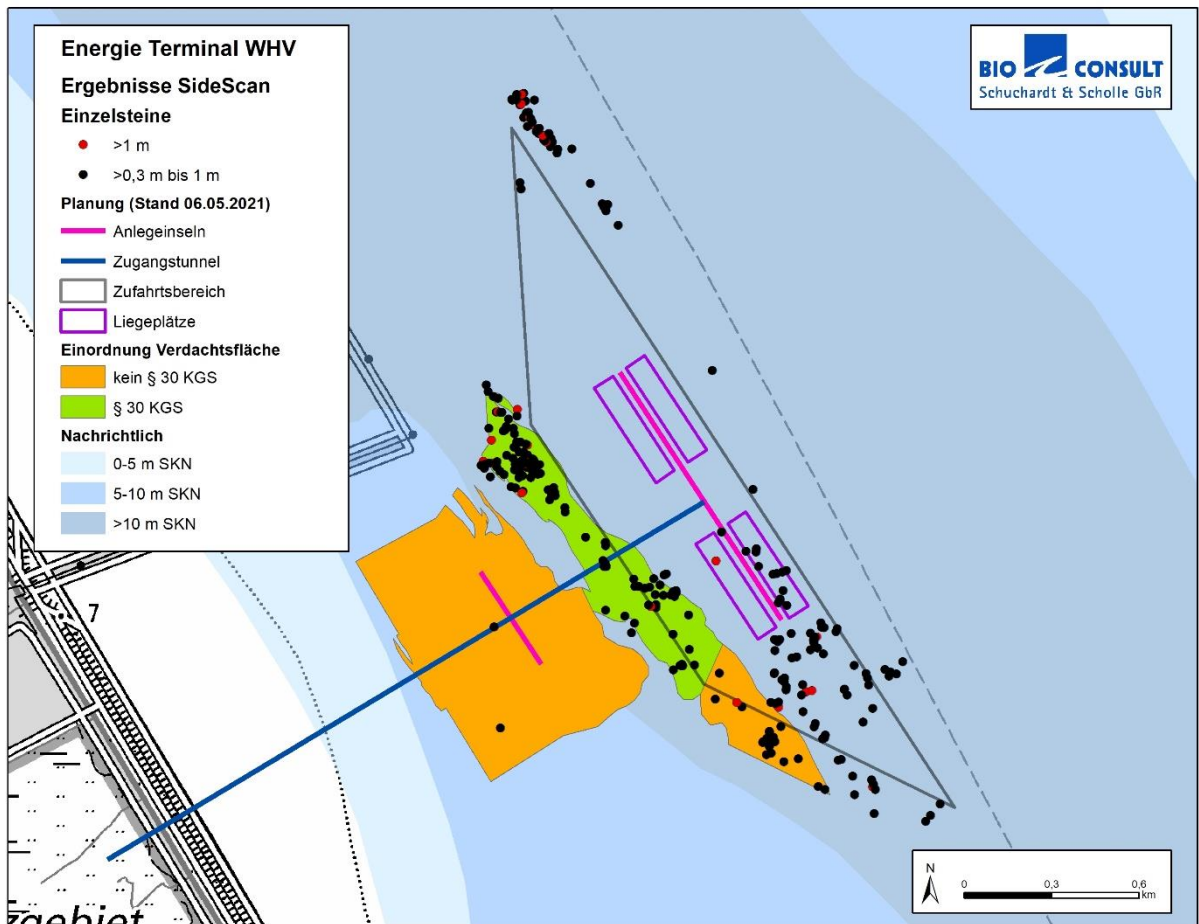 Energie Terminal WHV
Ergebnisse SideScan
Einzelsteine
>1 m
>0,3 m bis 1 m
Planung (Stand 06.05.2021)
Anlegeinseln
Zugangstunnel
Zufahrtsbereich
Liegeplätze
Einordnung Verdachtsfläche
kein § 30 KGS
§ 30 KGS
Nachrichtlich
0-5 m SKN
5-10 m SKN
>10 m SKN
BIO CONSULT
Schuchardt & Scholle GbR
7
N
0 0,3 0,6
km